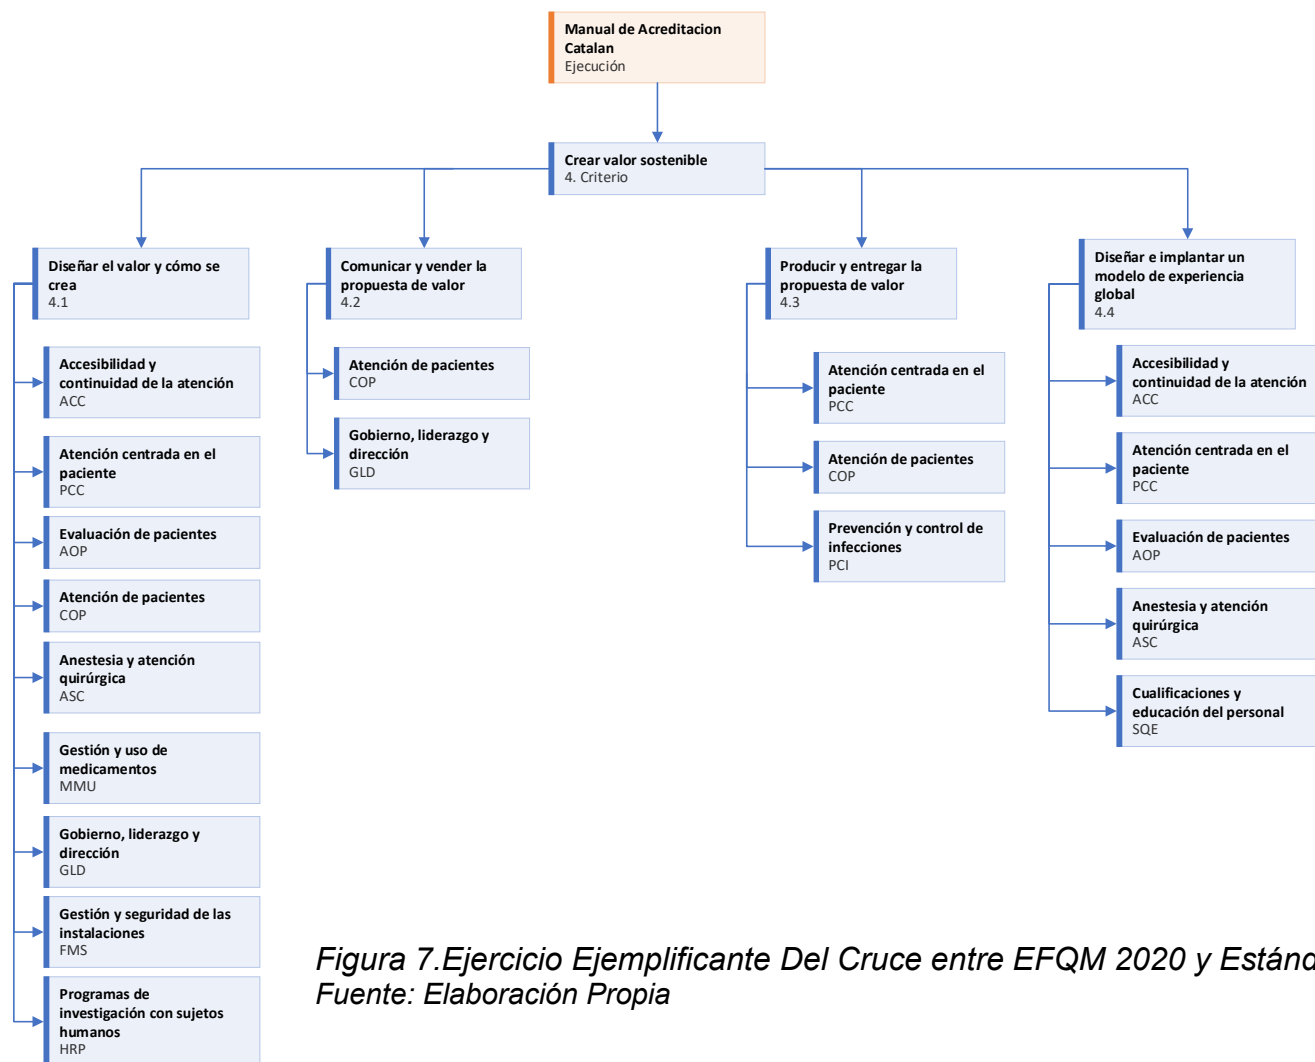 Manual de Acreditacion
Catalan
Ejecución
Crear valor sostenible
4. Criterio
Diseñar el valor y cómo se
crea
4.1
Accesibilidad y
continuidad de la atención
ACC
Atención centrada en el
paciente
PCC
Evaluación de pacientes
AOP
Atención de pacientes
COP
Anestesia y atención
quirúrgica
ASC
Gestión y uso de
medicamentos
MMU
Gobierno, liderazgo y
dirección
GLD
Gestión y seguridad de las
instalaciones
FMS
Programas de
investigación con sujetos
humanos
HRP
Comunicar y vender la
propuesta de valor
4.2
Atención de pacientes
COP
Gobierno, liderazgo y
dirección
GLD
Producir y entregar la
propuesta de valor
4.3
Atención centrada en el
paciente
PCC
Atención de pacientes
COP
Prevención y control de
infecciones
PCI
Diseñar e implantar un
modelo de experiencia
global
4.4
Accesibilidad y
continuidad de la atención
ACC
Atención centrada en el
paciente
PCC
Evaluación de pacientes
AOP
Anestesia y atención
quirúrgica
ASC
Cualificaciones y
educación del personal
SQE
Figura 7.Ejercicio Ejemplificante Del Cruce entre EFQM 2020 y Estánd
Fuente: Elaboración Propia